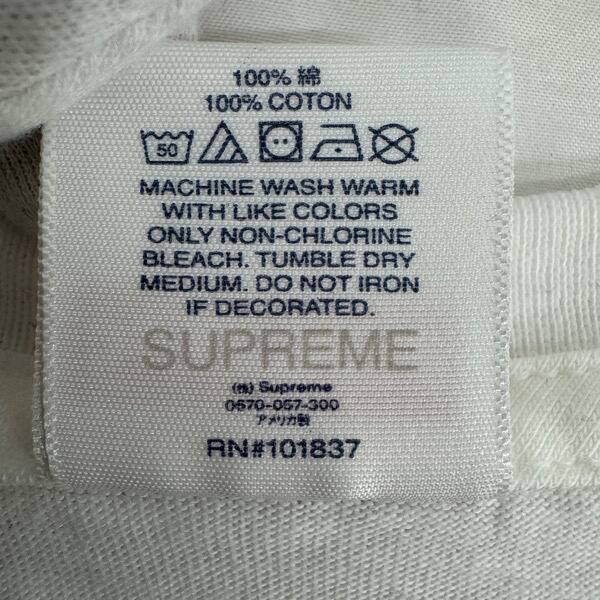 100% 綿
100% COTON
50
MACHINE WASH WARM
WITH LIKE COLORS
ONLY NON-CHLORINE
BLEACH. TUMBLE DRY
MEDIUM. DO NOT IRON
IF DECORATED.
SUPREME
(株) Supreme
0570-057-300
アメリカ製
RN#101837